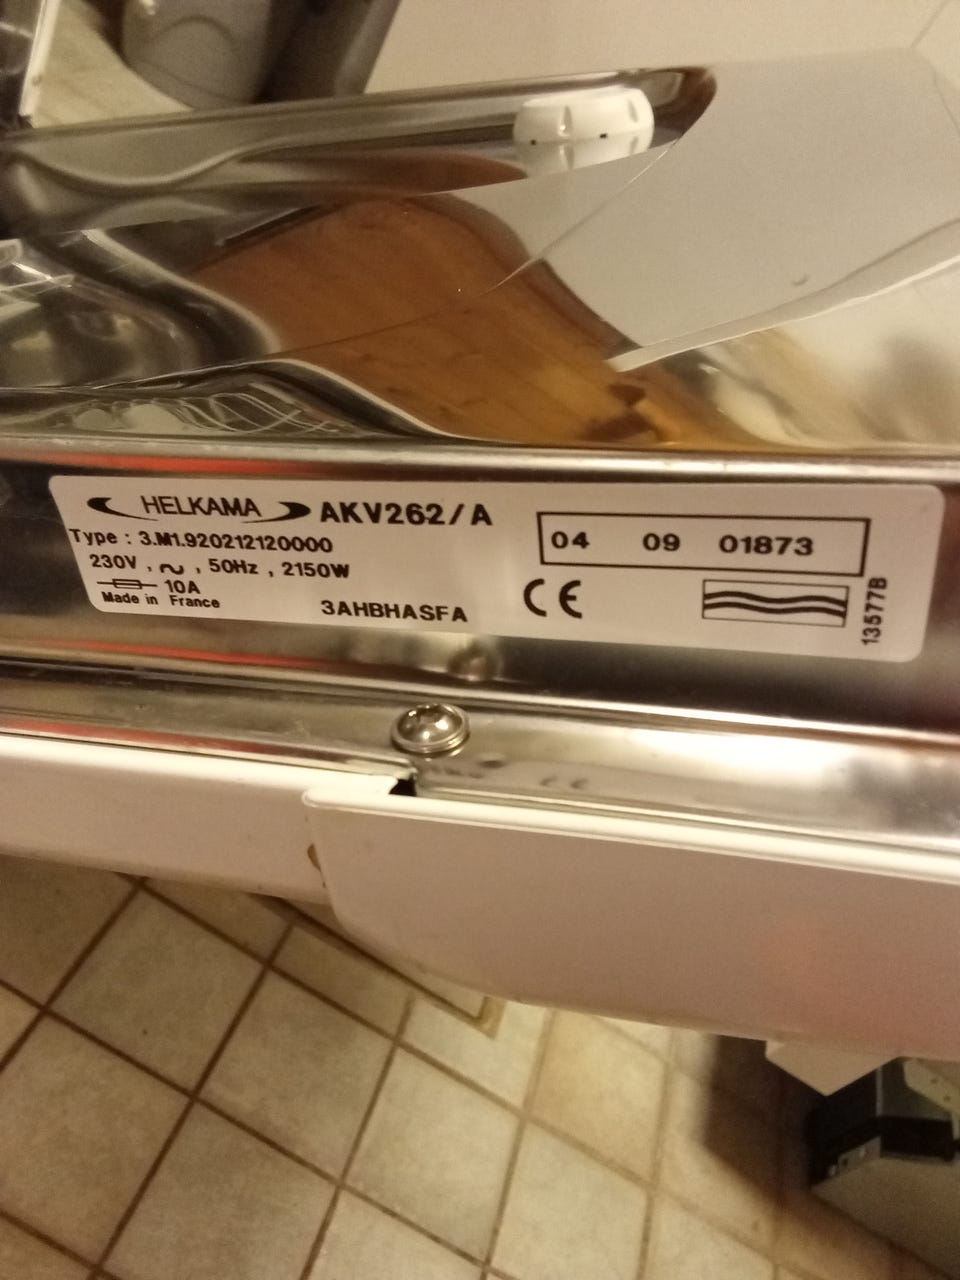 HELKAMA AKV262/A
Type : 3.M1.920212120000
230V , ~ , 50Hz , 2150W
10A
Made in France
3AHBHASFA
04 09 01873
CE
13577B